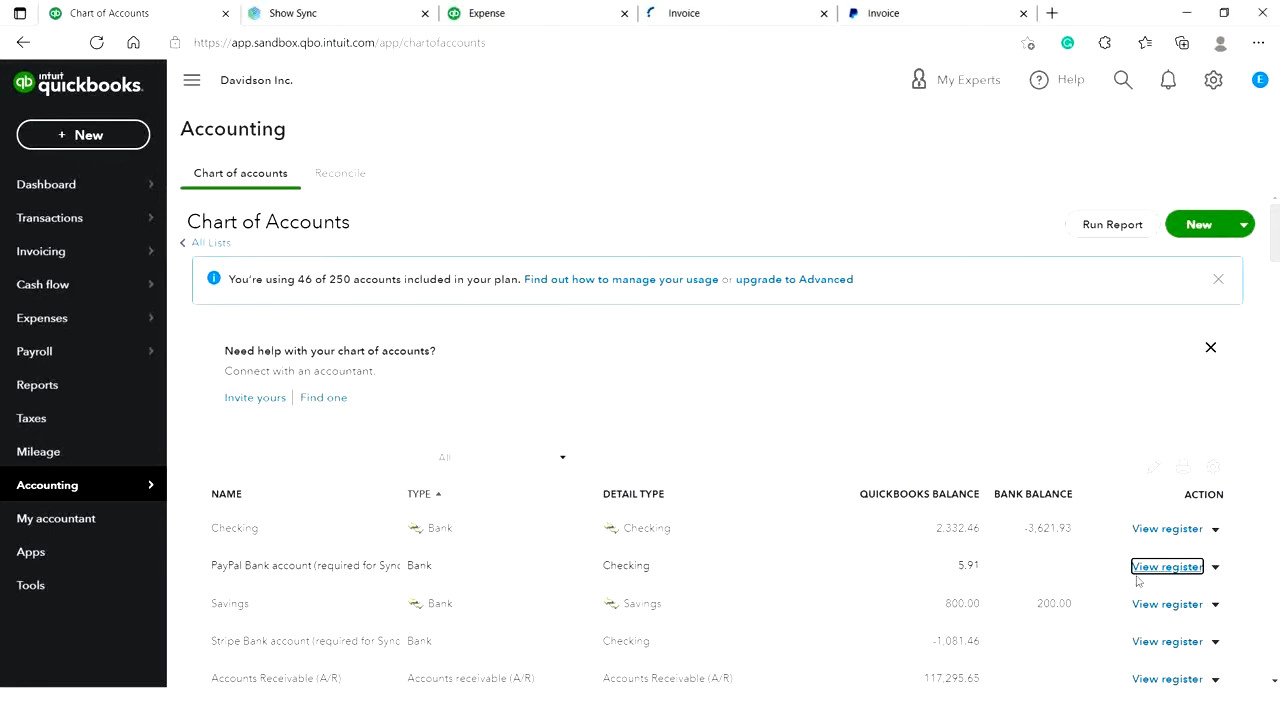 Chart of Accounts
Show Sync
Expense
Invoice
Invoice
https://app.sandbox.qbo.intuit.com/app/chartofaccounts
intuit
quickbooks.
Davidson Inc.
My Experts
Help
E
+ New
Dashboard
Transactions
Invoicing
Cash flow
Expenses
Payroll
Reports
Taxes
Mileage
Accounting
My accountant
Apps
Tools
Accounting
Chart of accounts
Reconcile
Chart of Accounts
All Lists
Run Report
New
You're using 46 of 250 accounts included in your plan. Find out how to manage your usage or upgrade to Advanced
Need help with your chart of accounts?
Connect with an accountant.
Invite yours | Find one
All
NAME TYPE DETAIL TYPE QUICKBOOKS BALANCE BANK BALANCE ACTION
Checking Bank Checking 2,332.46 -3,621.93 View register
PayPal Bank account (required for Sync Bank Checking 5.91 View register
Savings Bank Savings 800.00 200.00 View register
Stripe Bank account (required for Sync Bank Checking -1,081.46 View register
Accounts Receivable (A/R) Accounts receivable (A/R) Accounts Receivable (A/R) 117,295.65 View register